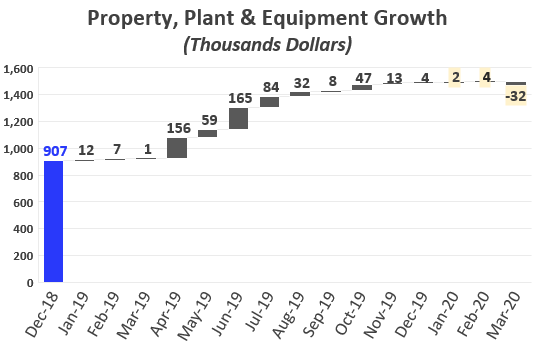 Property, Plant & Equipment Growth
(Thousands Dollars)
1,600
1,400
1,200
1,000
800
600
400
200
0
907
12
7
1
156
59
165
84
32
8
47
13
4
2
4
-32
Dec-18
Jan-19
Feb-19
Mar-19
Apr-19
May-19
Jun-19
Jul-19
Aug-19
Sep-19
Oct-19
Nov-19
Dec-19
Jan-20
Feb-20
Mar-20